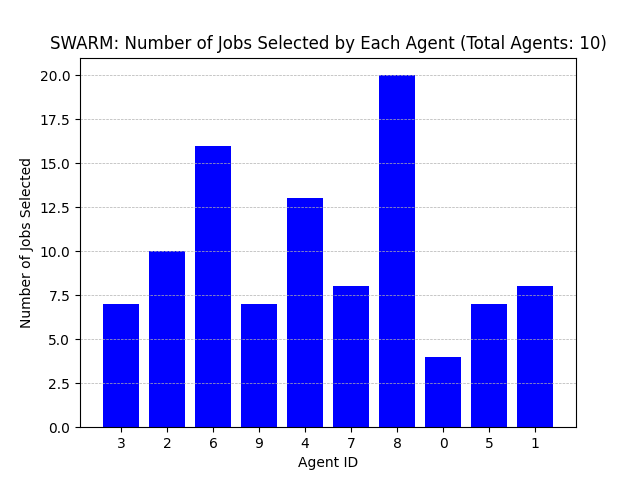 SWARM: Number of Jobs Selected by Each Agent (Total Agents: 10)
Number of Jobs Selected
20.0
17.5
15.0
12.5
10.0
7.5
5.0
2.5
0.0
3 2 6 9 4 7 8 0 5 1
Agent ID